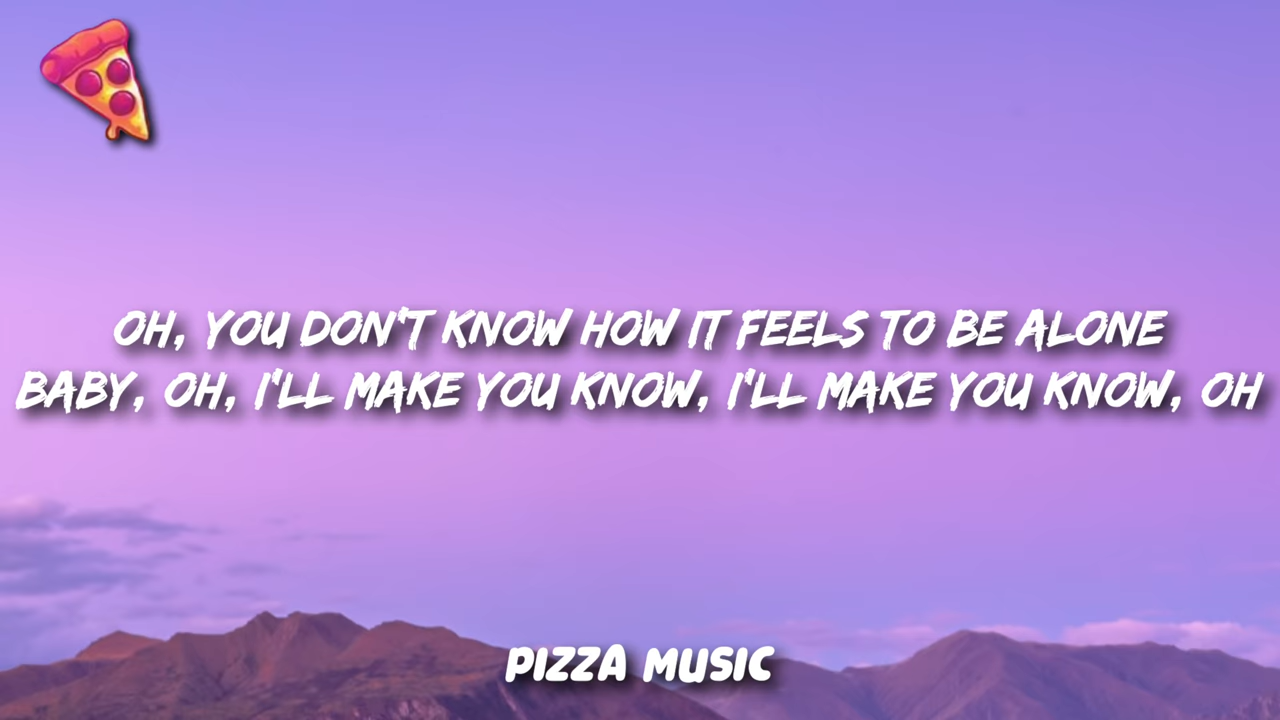 OH, YOU DON'T KNOW HOW IT FEELS TO BE ALONE
BABY, OH, I'LL MAKE YOU KNOW, I'LL MAKE YOU KNOW, OH
PIZZA MUSIC